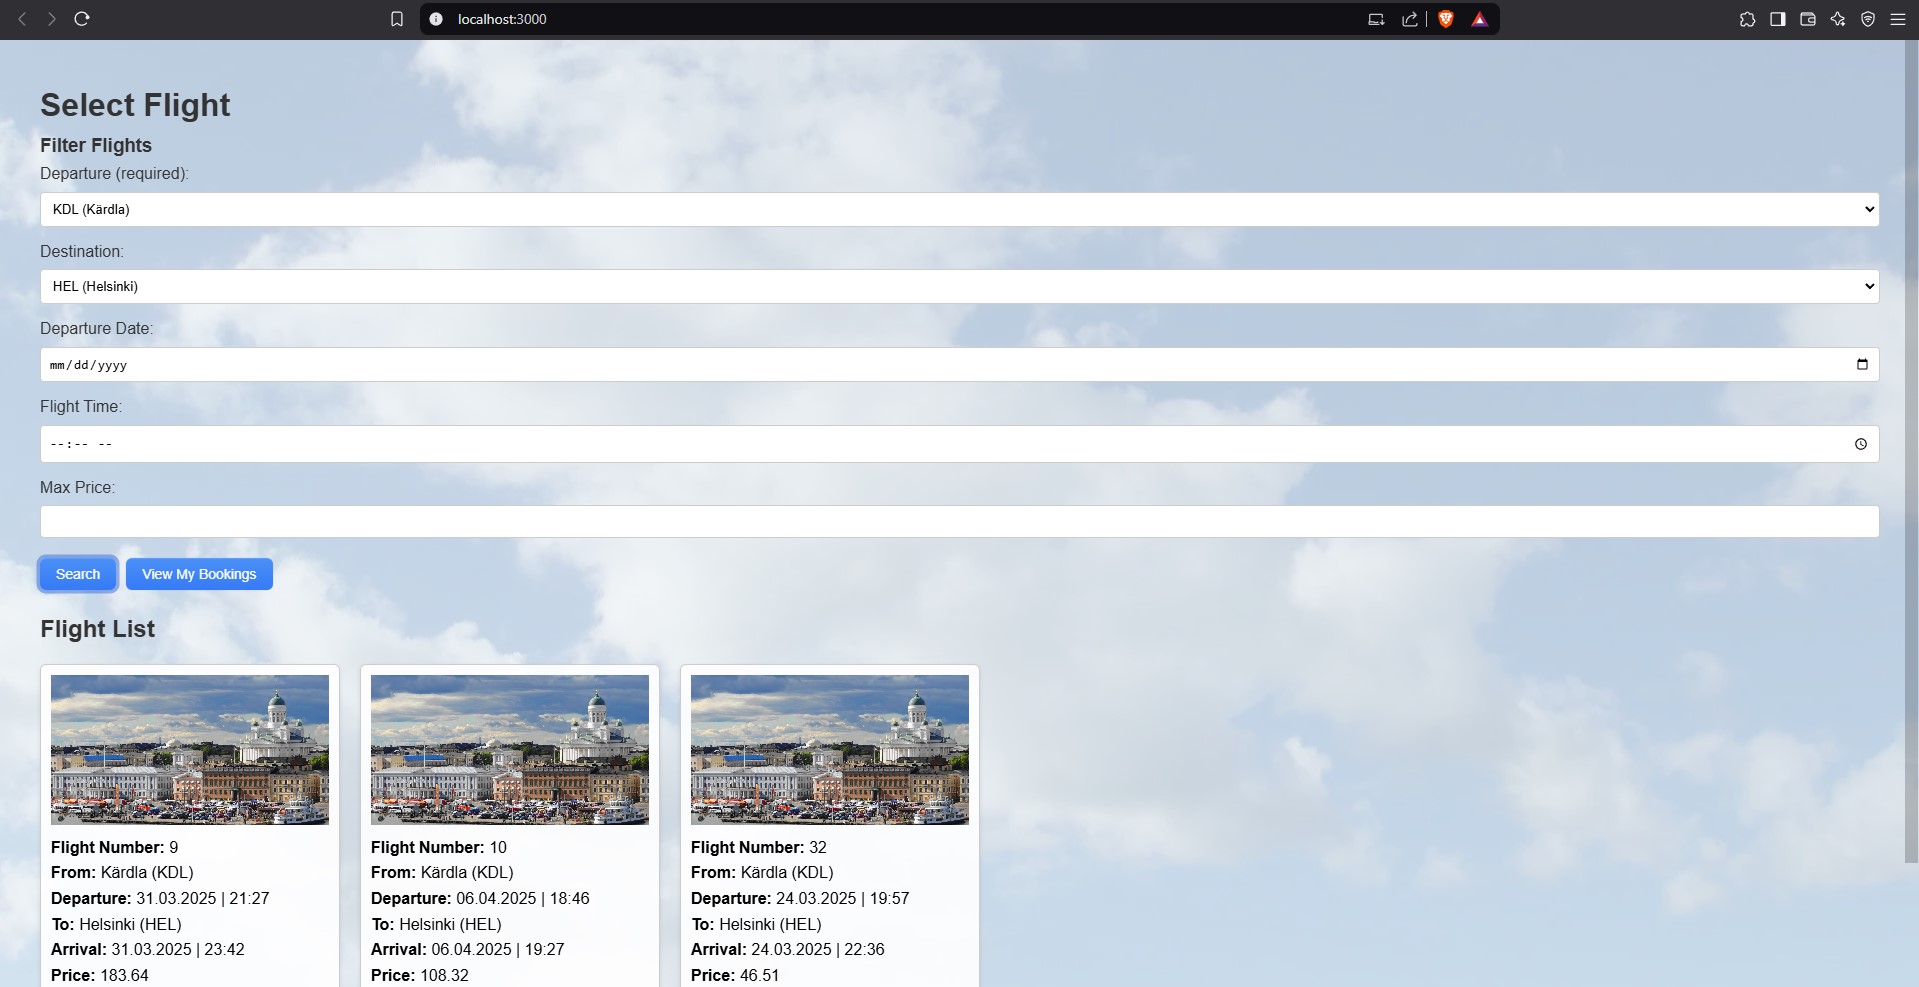 localhost:3000
Select Flight
Filter Flights
Departure (required):
KDL (Kärdla)
Destination:
HEL (Helsinki)
Departure Date:
mm/dd/yyyy
Flight Time:
--:-- --
Max Price:
Search View My Bookings
Flight List
Flight Number: 9
From: Kärdla (KDL)
Departure: 31.03.2025 | 21:27
To: Helsinki (HEL)
Arrival: 31.03.2025 | 23:42
Price: 183.64
Flight Number: 10
From: Kärdla (KDL)
Departure: 06.04.2025 | 18:46
To: Helsinki (HEL)
Arrival: 06.04.2025 | 19:27
Price: 108.32
Flight Number: 32
From: Kärdla (KDL)
Departure: 24.03.2025 | 19:57
To: Helsinki (HEL)
Arrival: 24.03.2025 | 22:36
Price: 46.51